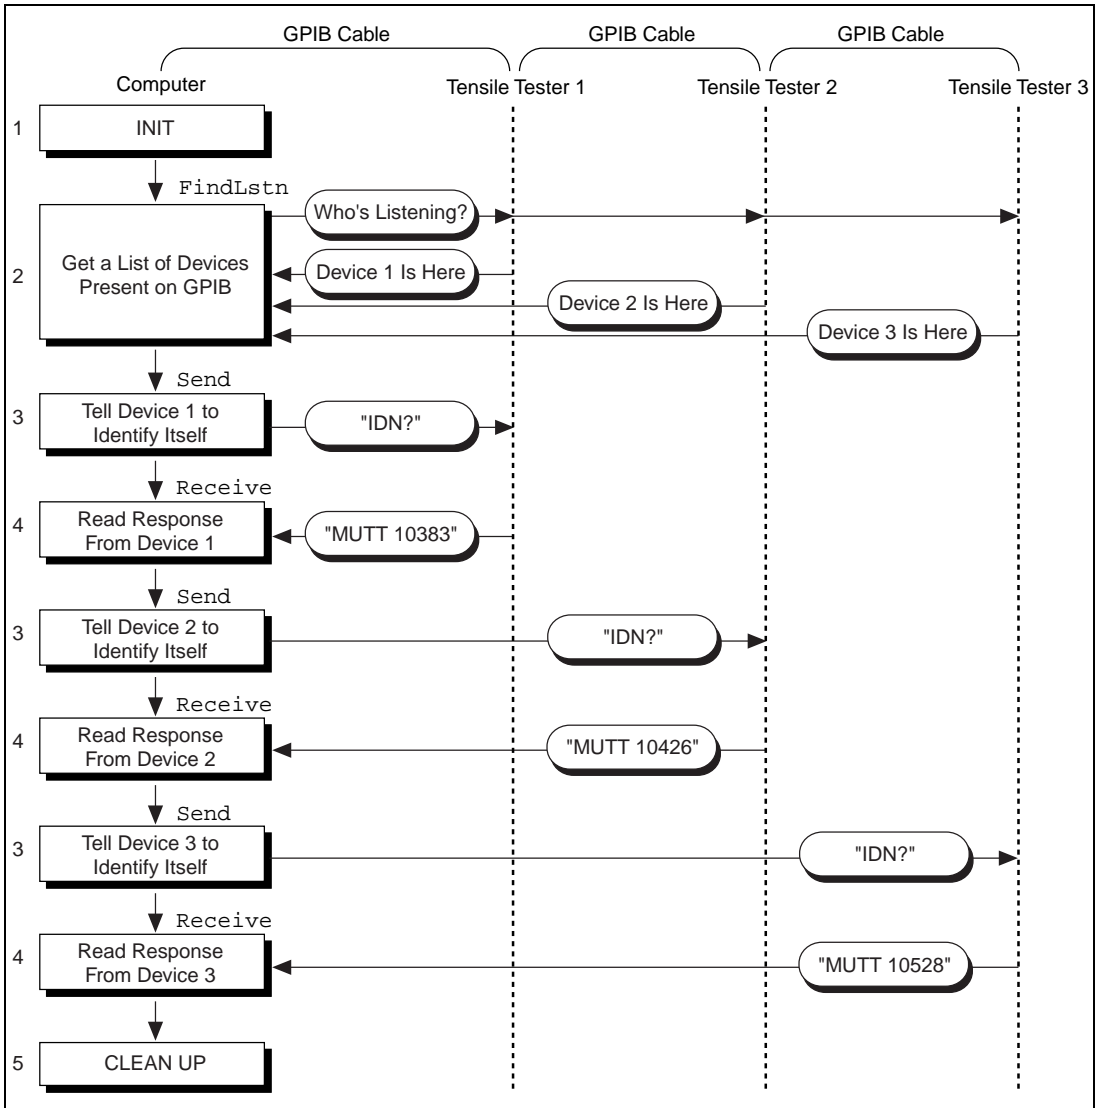 GPIB Cable GPIB Cable GPIB Cable
Computer Tensile Tester 1 Tensile Tester 2 Tensile Tester 3
1 INIT
FindLstn
Who's Listening?
2 Get a List of Devices
Present on GPIB
Device 1 Is Here
Device 2 Is Here
Device 3 Is Here
Send
3 Tell Device 1 to
Identify Itself
"IDN?"
Receive
4 Read Response
From Device 1
"MUTT 10383"
Send
3 Tell Device 2 to
Identify Itself
"IDN?"
Receive
4 Read Response
From Device 2
"MUTT 10426"
Send
3 Tell Device 3 to
Identify Itself
"IDN?"
Receive
4 Read Response
From Device 3
"MUTT 10528"
5 CLEAN UP